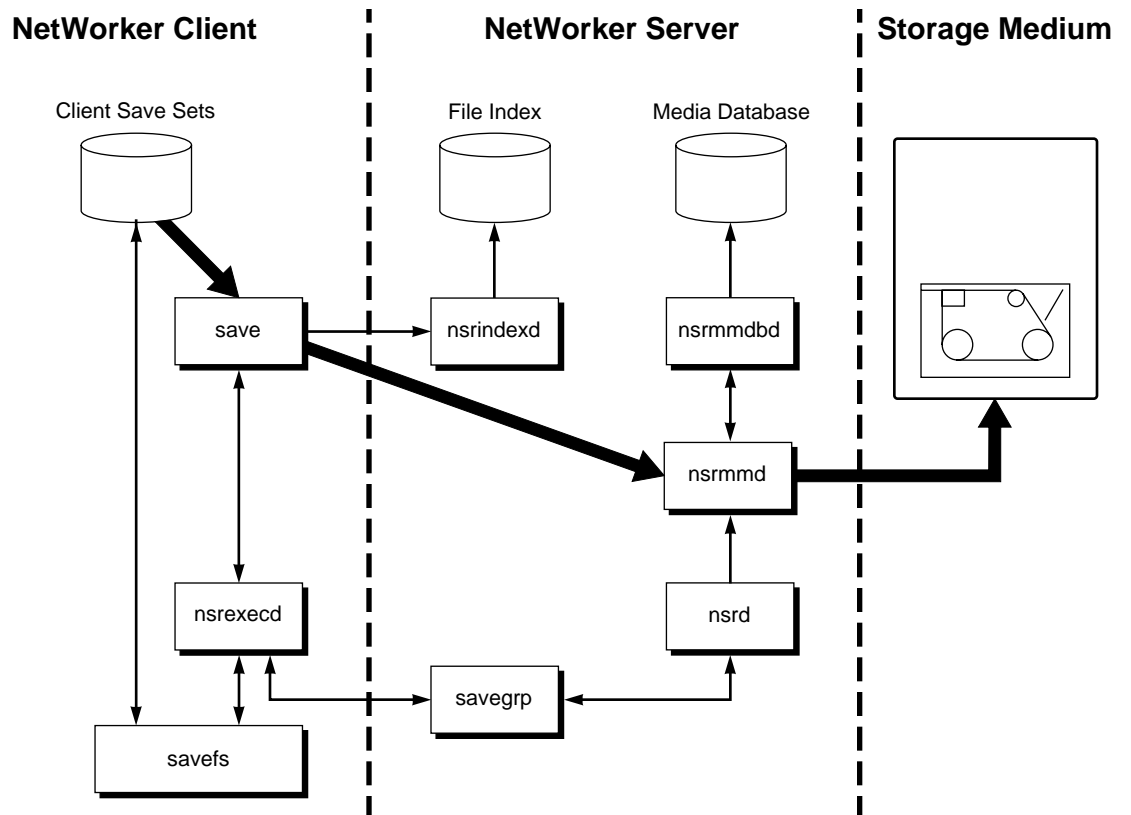 NetWorker Client
NetWorker Server
Storage Medium
Client Save Sets
File Index
Media Database
save
nsrindexd
nsrmmdbd
nsrmmd
nsrexecd
nsrd
savegrp
savefs